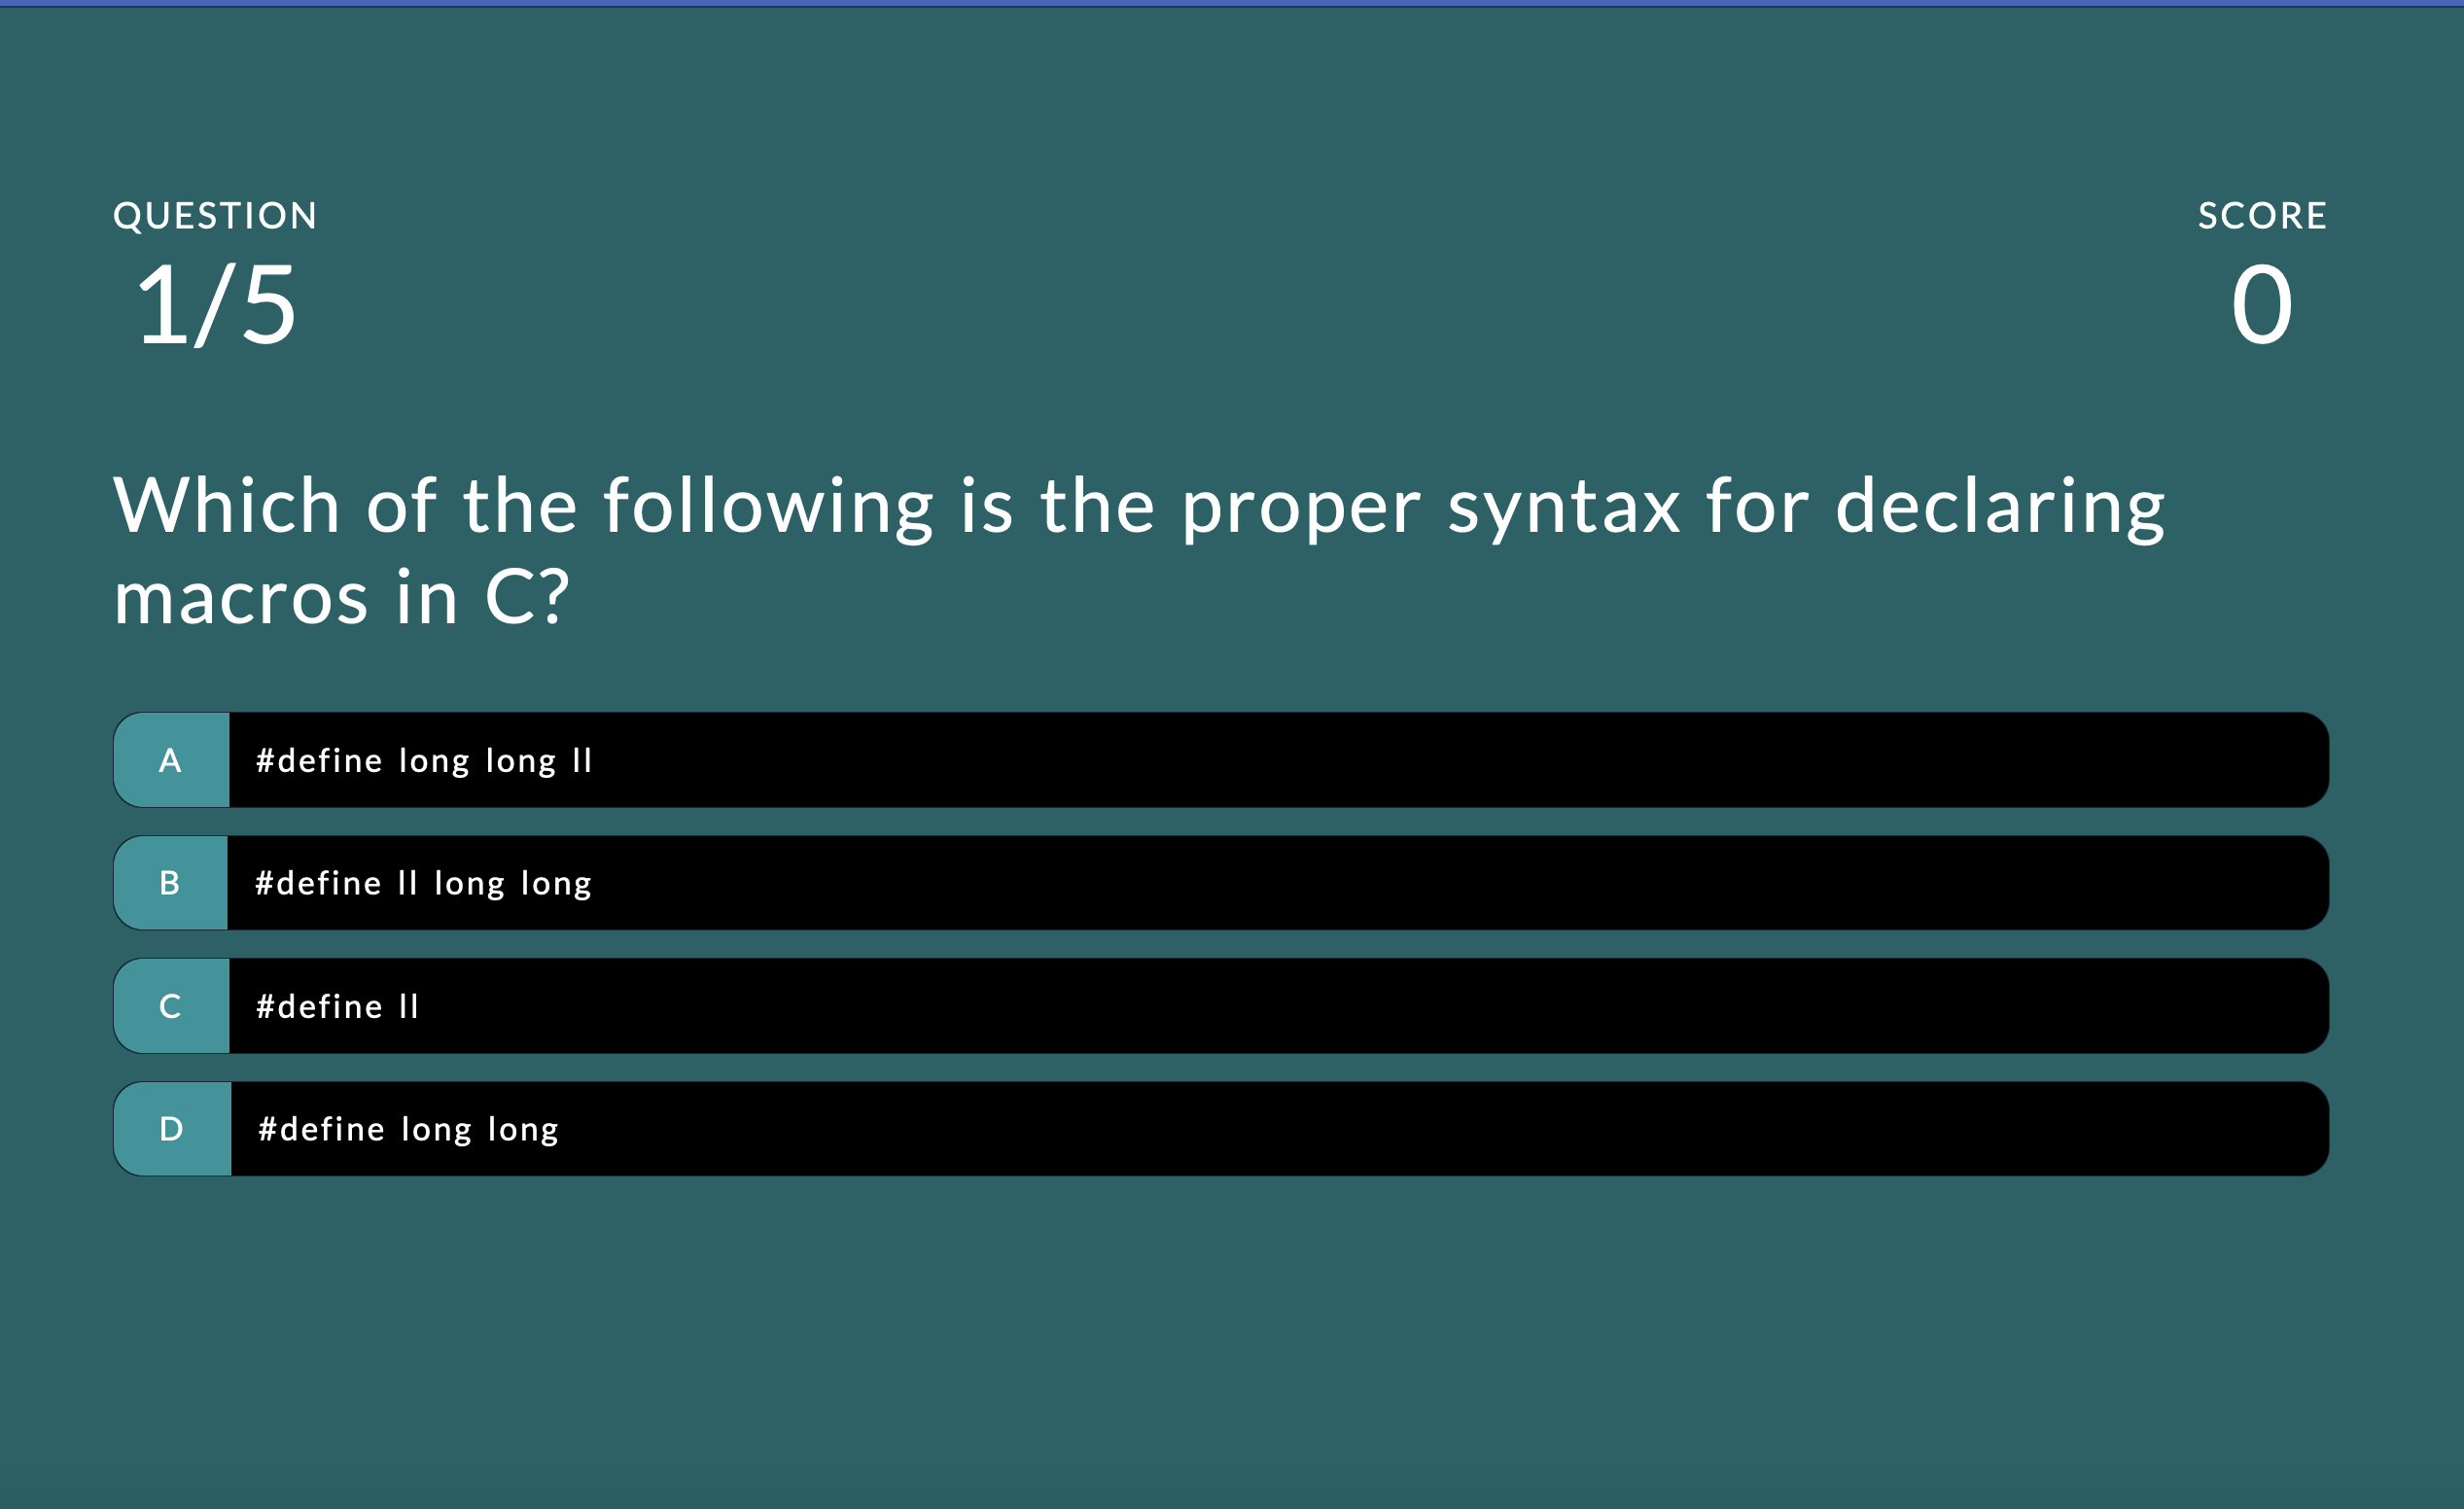 QUESTION
1/5
SCORE
0
Which of the following is the proper syntax for declaring
macros in C?
A #define long long ll
B #define ll long long
C #define ll
D #define long long